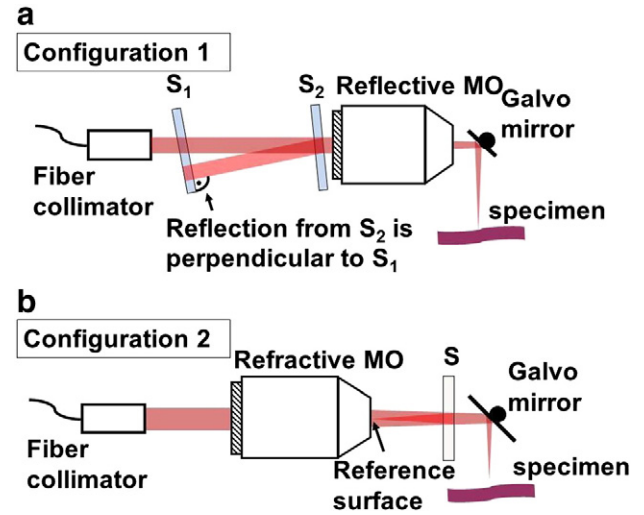 a
Configuration 1
S₁
S₂
Reflective MO
Galvo
mirror
Fiber
collimator
Reflection from S₂ is
perpendicular to S₁
specimen
b
Configuration 2
Refractive MO
S
Galvo
mirror
Fiber
collimator
Reference
surface
specimen